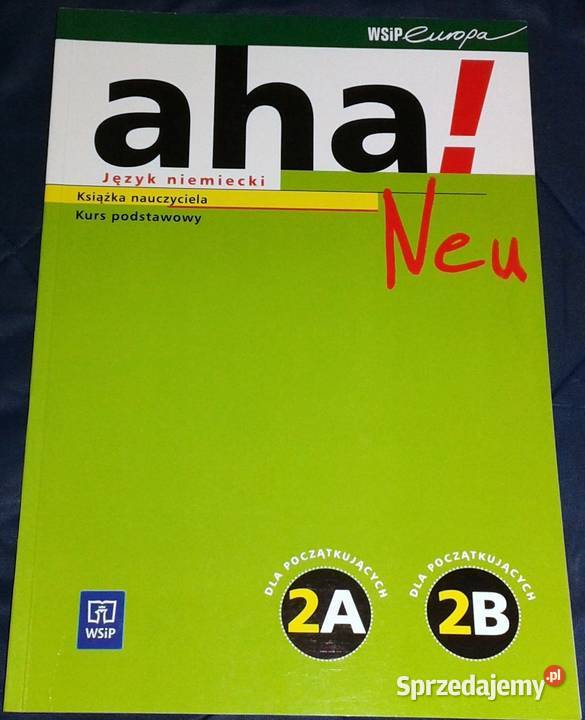 WSiP europa
aha!
Język niemiecki
Książka nauczyciela
Kurs podstawowy
Neu
DLA POCZĄTKUJĄCYCH
2A
DLA POCZĄTKUJĄCYCH
2B
WSiP
Sprzedajemy.pl